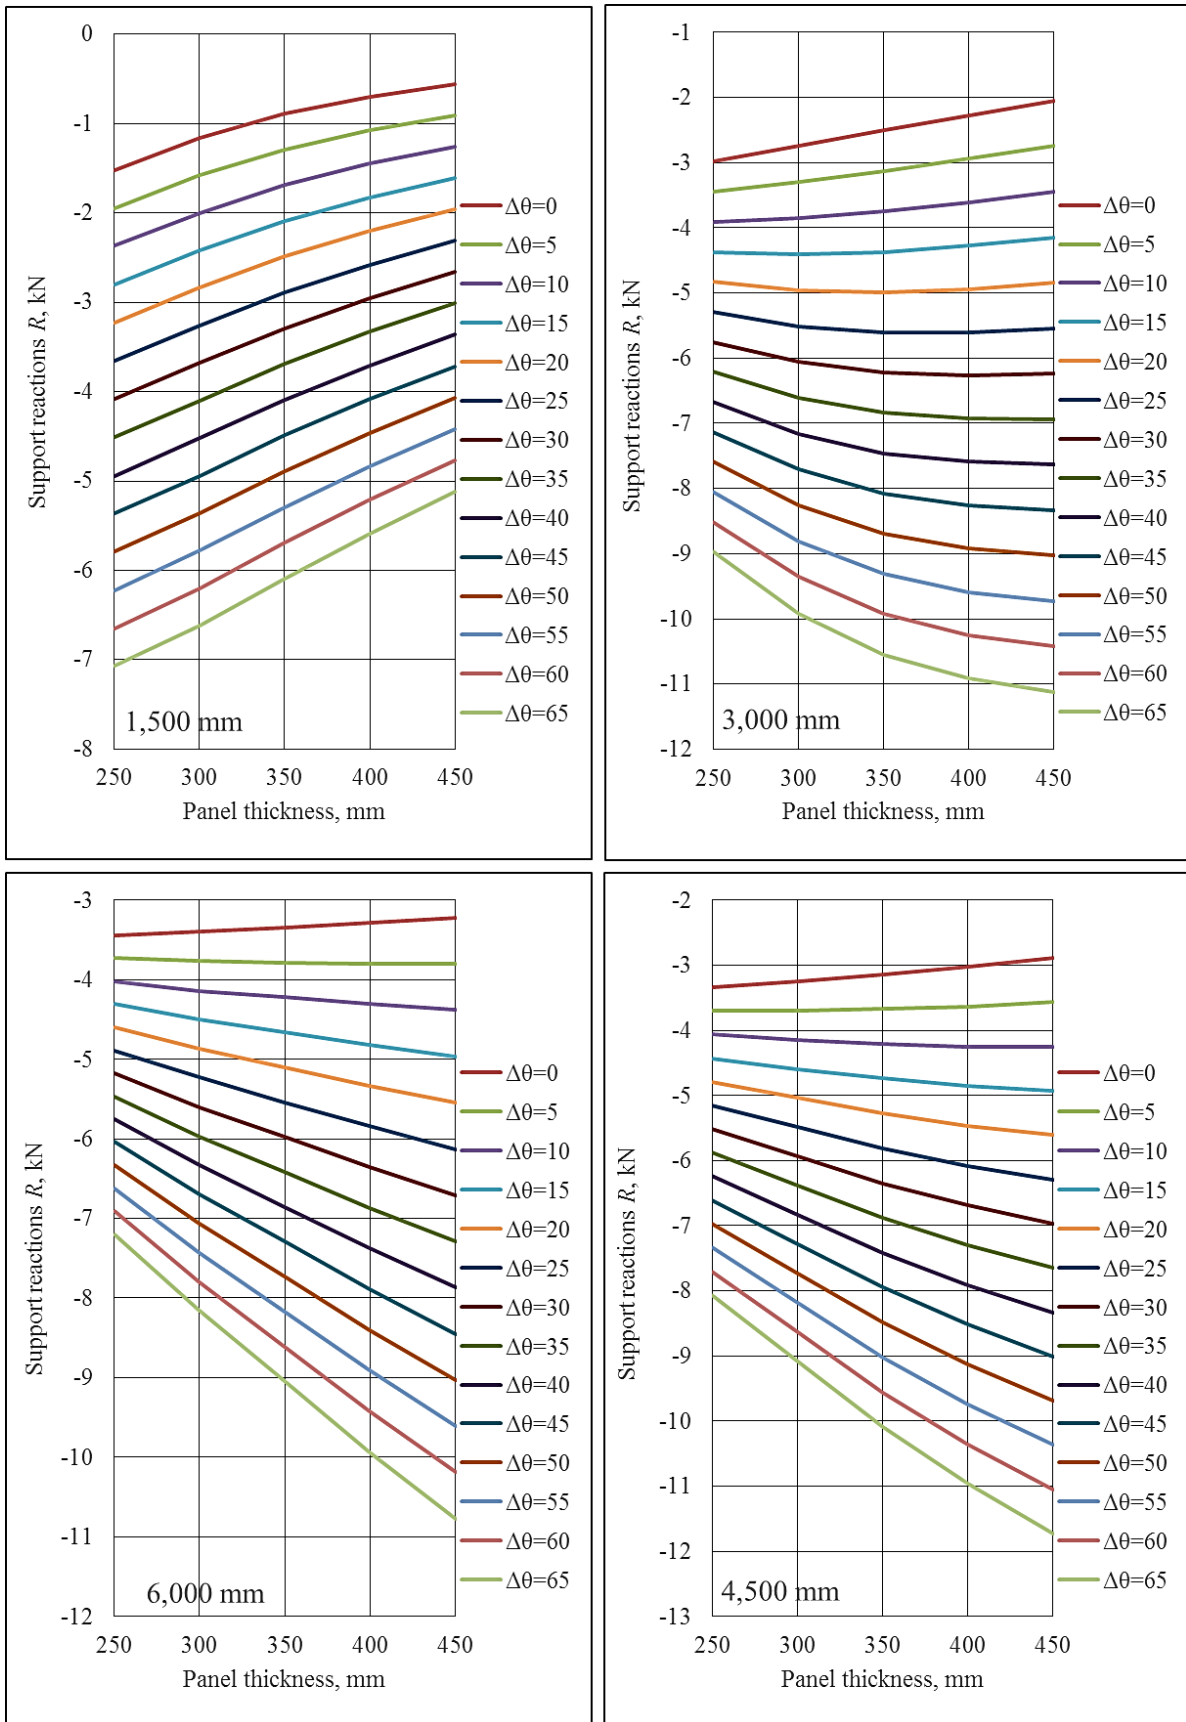 0
-1
-2
-3
-4
-5
-6
-7
-8
250 300 350 400 450
Panel thickness, mm
Support reactions R, kN
1,500 mm
Δθ=0
Δθ=5
Δθ=10
Δθ=15
Δθ=20
Δθ=25
Δθ=30
Δθ=35
Δθ=40
Δθ=45
Δθ=50
Δθ=55
Δθ=60
Δθ=65
-1
-2
-3
-4
-5
-6
-7
-8
-9
-10
-11
-12
250 300 350 400 450
Panel thickness, mm
Support reactions R, kN
3,000 mm
Δθ=0
Δθ=5
Δθ=10
Δθ=15
Δθ=20
Δθ=25
Δθ=30
Δθ=35
Δθ=40
Δθ=45
Δθ=50
Δθ=55
Δθ=60
Δθ=65
-3
-4
-5
-6
-7
-8
-9
-10
-11
-12
250 300 350 400 450
Panel thickness, mm
Support reactions R, kN
6,000 mm
Δθ=0
Δθ=5
Δθ=10
Δθ=15
Δθ=20
Δθ=25
Δθ=30
Δθ=35
Δθ=40
Δθ=45
Δθ=50
Δθ=55
Δθ=60
Δθ=65
-2
-3
-4
-5
-6
-7
-8
-9
-10
-11
-12
-13
250 300 350 400 450
Panel thickness, mm
Support reactions R, kN
4,500 mm
Δθ=0
Δθ=5
Δθ=10
Δθ=15
Δθ=20
Δθ=25
Δθ=30
Δθ=35
Δθ=40
Δθ=45
Δθ=50
Δθ=55
Δθ=60
Δθ=65